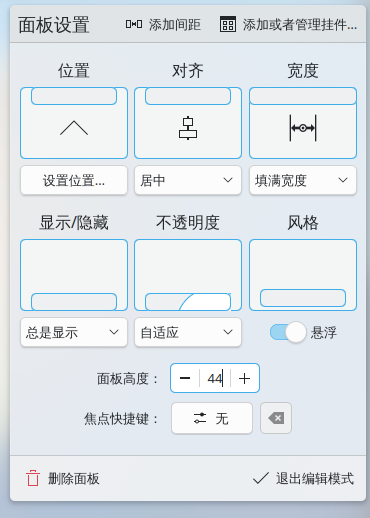 面板设置 添加间距 添加或者管理挂件...
位置 对齐 宽度
设置位置... 居中 填满宽度
显示/隐藏 不透明度 风格
总是显示 自适应 悬浮
面板高度： 44
焦点快捷键： 无
删除面板 退出编辑模式